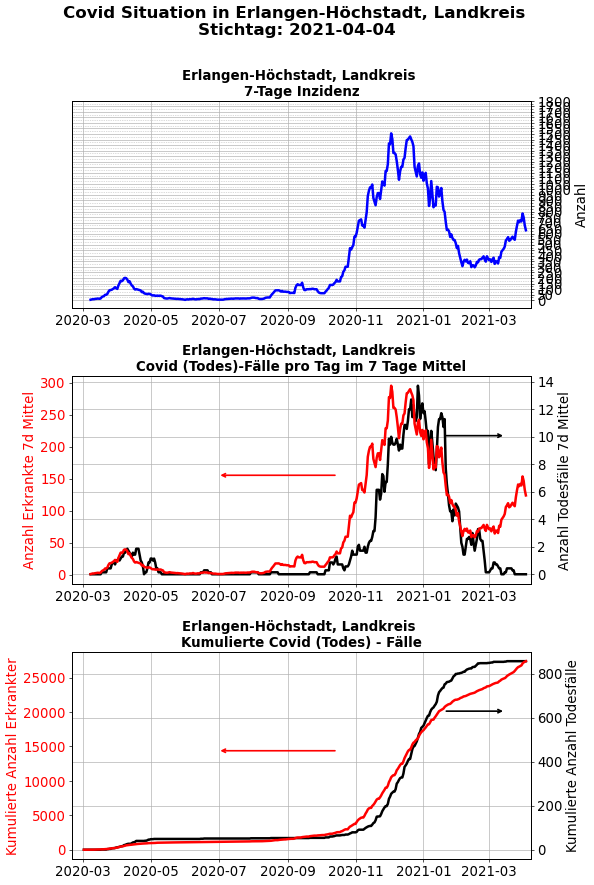 Covid Situation in Erlangen-Höchstadt, Landkreis
Stichtag: 2021-04-04
Erlangen-Höchstadt, Landkreis
7-Tage Inzidenz
1800
50
0
Anzahl
2020-03 2020-05 2020-07 2020-09 2020-11 2021-01 2021-03
Erlangen-Höchstadt, Landkreis
Covid (Todes)-Fälle pro Tag im 7 Tage Mittel
Anzahl Erkrankte 7d Mittel
300
250
200
150
100
50
0
14
12
10
8
6
4
2
0
Anzahl Todesfälle 7d Mittel
2020-03 2020-05 2020-07 2020-09 2020-11 2021-01 2021-03
Erlangen-Höchstadt, Landkreis
Kumulierte Covid (Todes) - Fälle
Kumulierte Anzahl Erkrankter
25000
20000
15000
10000
5000
0
800
600
400
200
0
Kumulierte Anzahl Todesfälle
2020-03 2020-05 2020-07 2020-09 2020-11 2021-01 2021-03